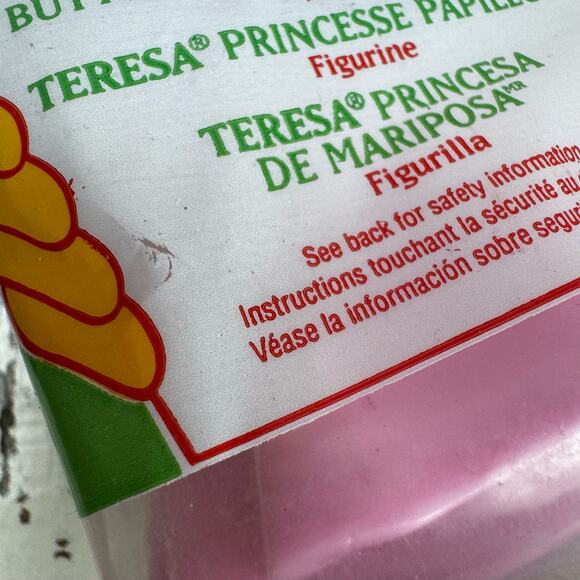 TERESA® PRINCESSE
Figurine
TERESA® PRINCESA
DE MARIPOSA MR
Figurilla
See back for safety information
Instructions touchant la sécurité au
Véase la información sobre